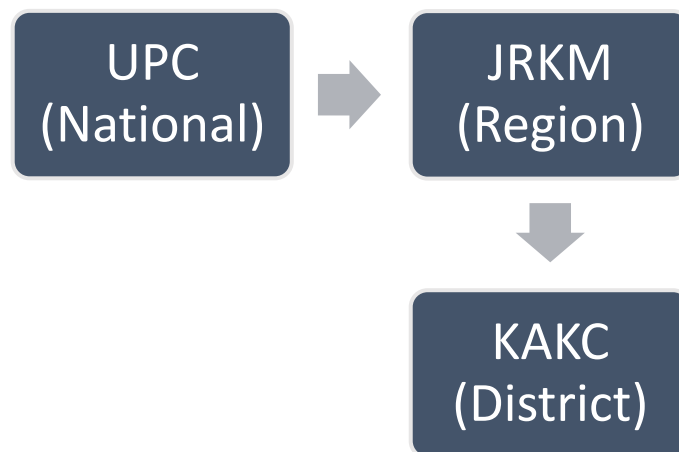 UPC
(National)
JRKM
(Region)
KAKC
(District)